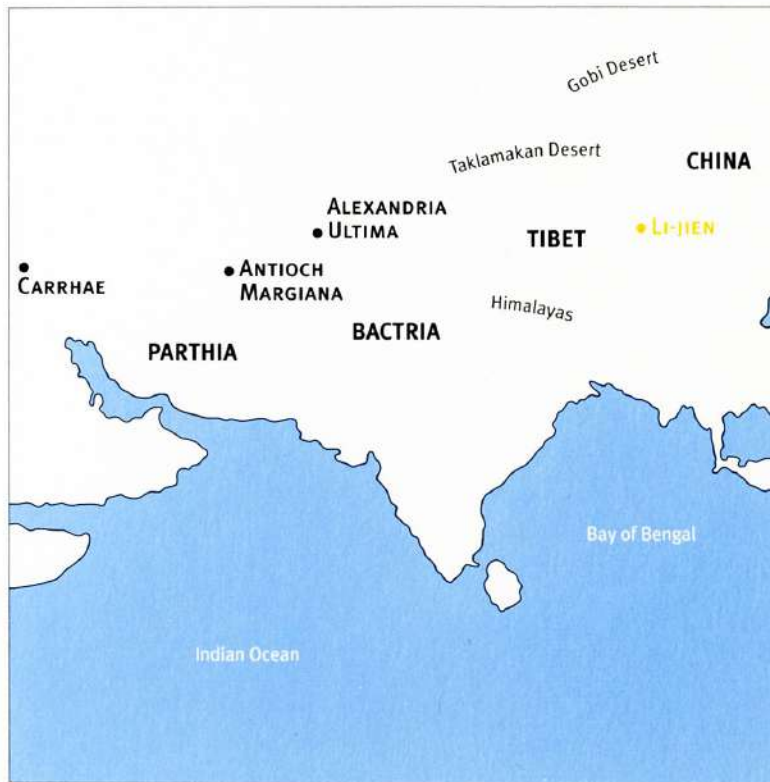 Gobi Desert
Taklamakan Desert
CHINA
ALEXANDRIA
ULTIMA
TIBET
LI-JIEN
CARRHAE
ANTIOCH
MARGIANA
Himalayas
PARTHIA
BACTRIA
Bay of Bengal
Indian Ocean